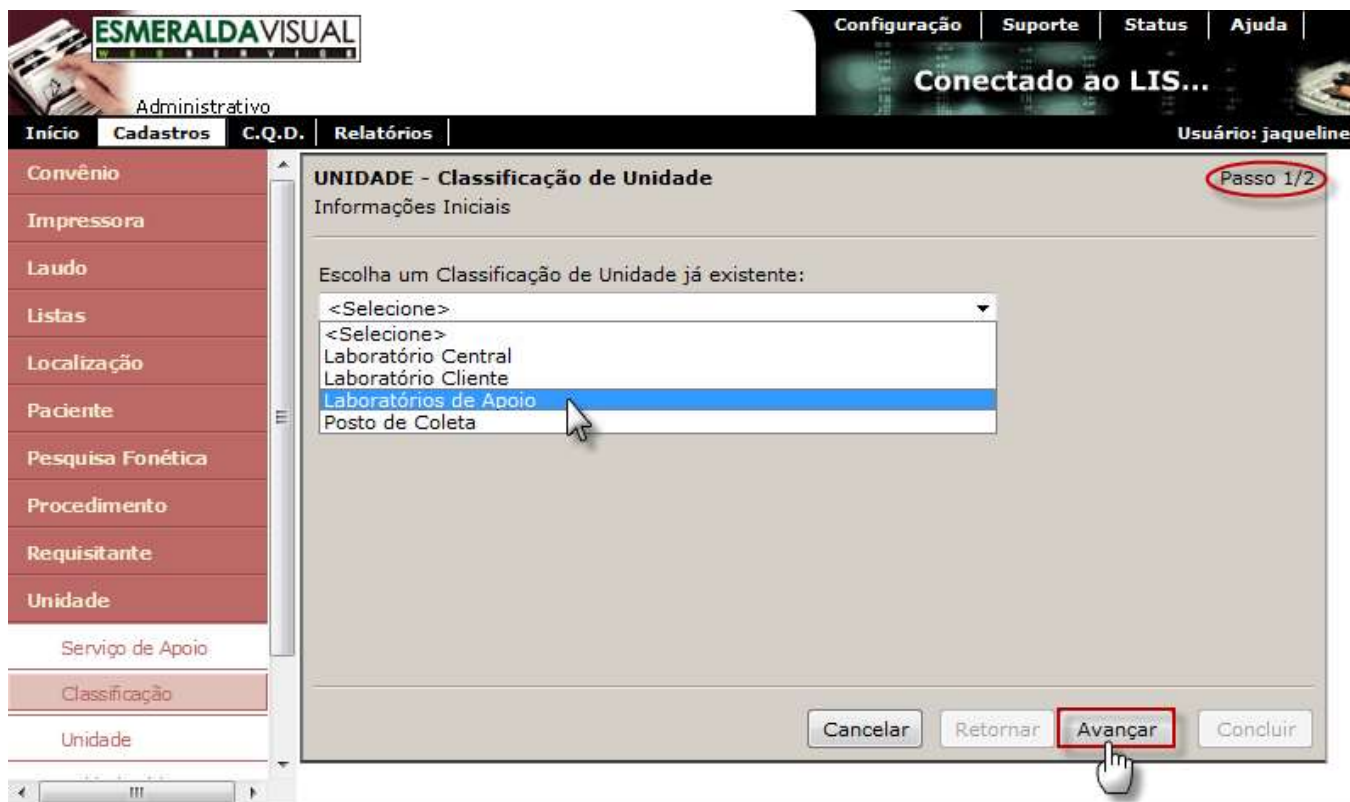 ESMERALDAVISUAL
WEBSERVICE
Administrativo
Configuração Suporte Status Ajuda
Conectado ao LIS...
Início Cadastros C.Q.D. Relatórios
Usuário: jaqueline
Convênio
Impressora
Laudo
Listas
Localização
Paciente
Pesquisa Fonética
Procedimento
Requisitante
Unidade
Serviço de Apoio
Classificação
Unidade
UNIDADE - Classificação de Unidade
Passo 1/2
Informações Iniciais
Escolha um Classificação de Unidade já existente:
<Selecione>
<Selecione>
Laboratório Central
Laboratório Cliente
Laboratórios de Apoio
Posto de Coleta
Cancelar Retornar Avançar Concluir